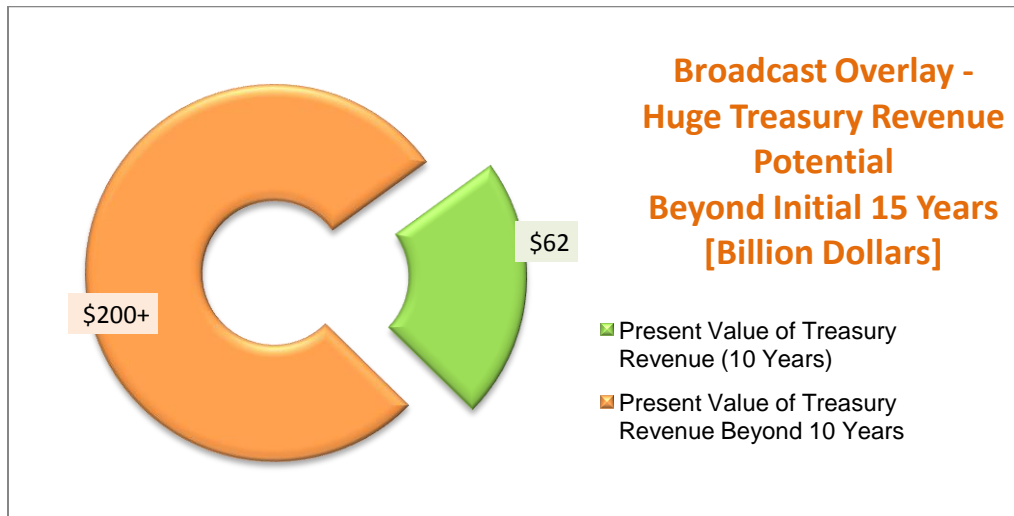 Broadcast Overlay -
Huge Treasury Revenue
Potential
Beyond Initial 15 Years
[Billion Dollars]
$62
$200+
Present Value of Treasury
Revenue (10 Years)
Present Value of Treasury
Revenue Beyond 10 Years